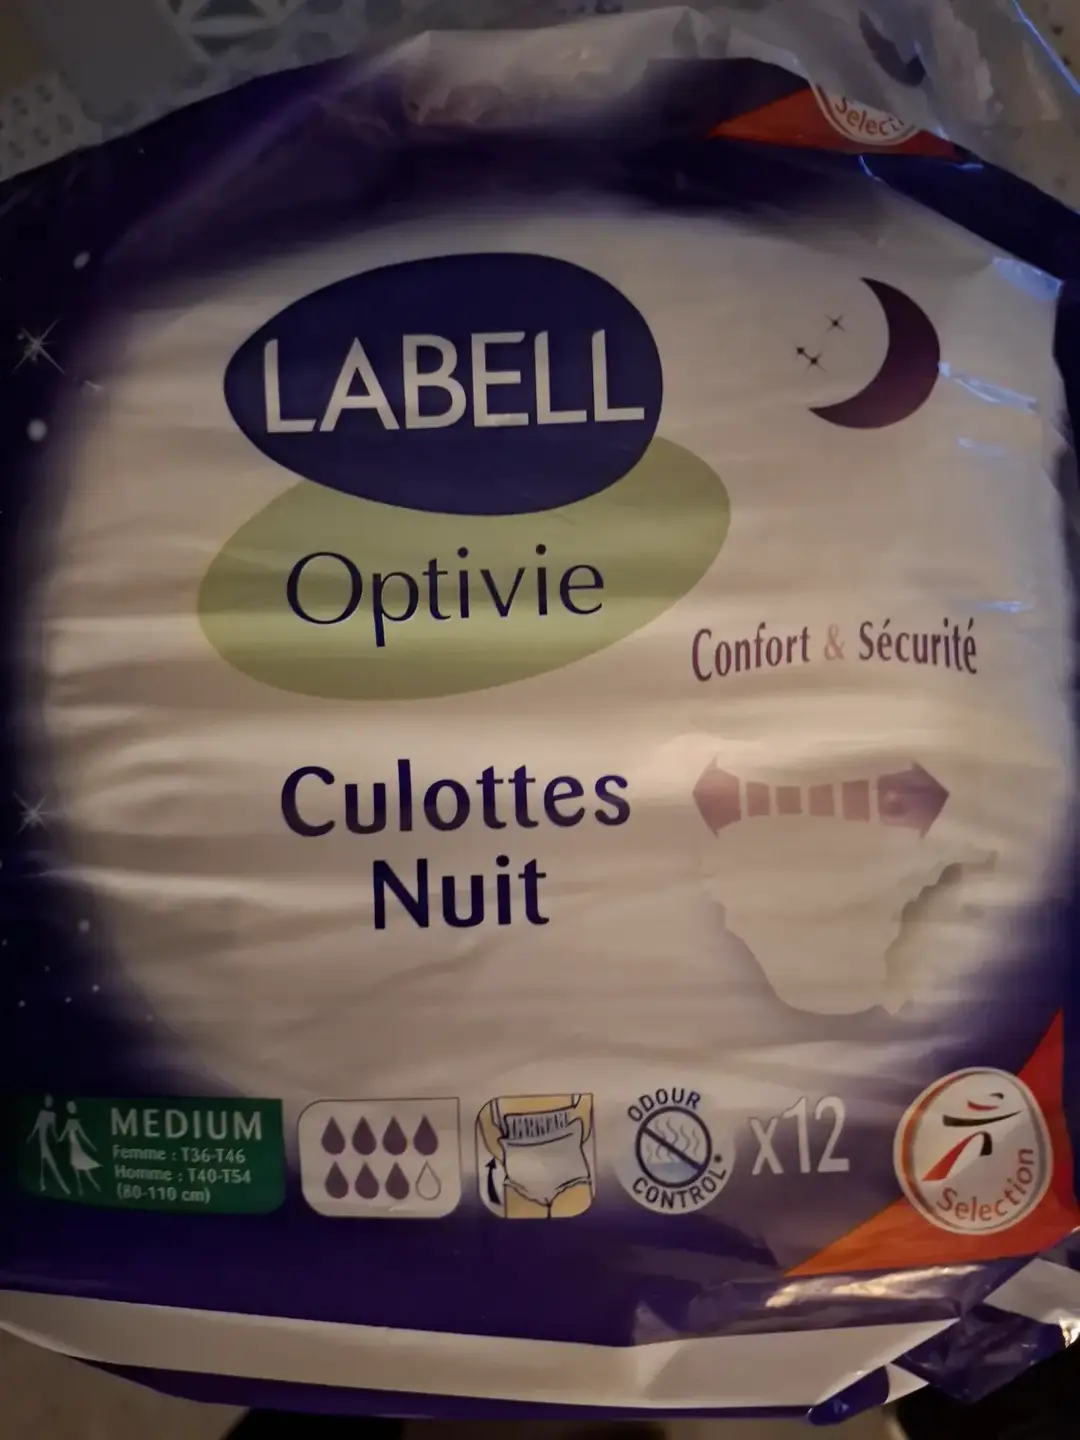 Select
LABELL
Optivie
Confort & Sécurité
Culottes
Nuit
MEDIUM
Femme : T36-T46
Homme : T40-T54
(80-110 cm)
ODOUR
CONTROL
x12
Selection